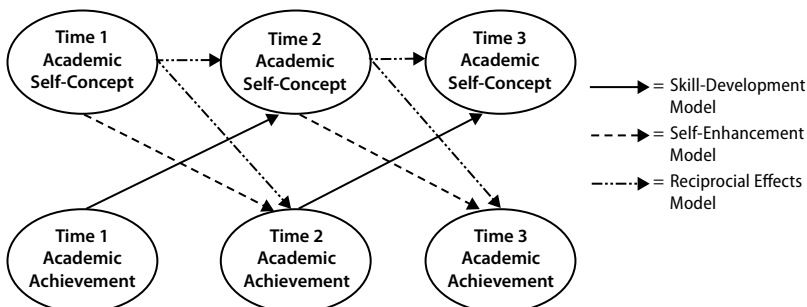 Time 1
Academic
Self-Concept
Time 2
Academic
Self-Concept
Time 3
Academic
Self-Concept
Time 1
Academic
Achievement
Time 2
Academic
Achievement
Time 3
Academic
Achievement
= Skill-Development
Model
= Self-Enhancement
Model
= Reciprocial Effects
Model